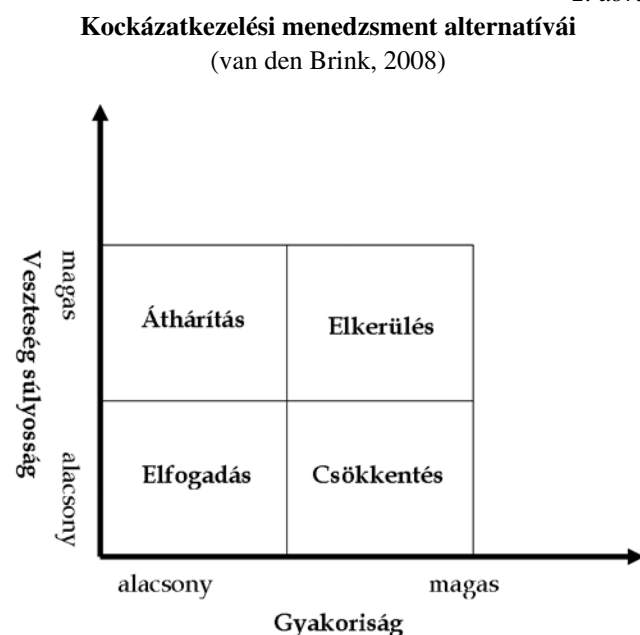 Kockázatkezelési menedzsment alternatívái
(van den Brink, 2008)
Veszteség súlyosság
magas
alacsony
Áthárítás
Elkerülés
Elfogadás
Csökkentés
alacsony
magas
Gyakoriság